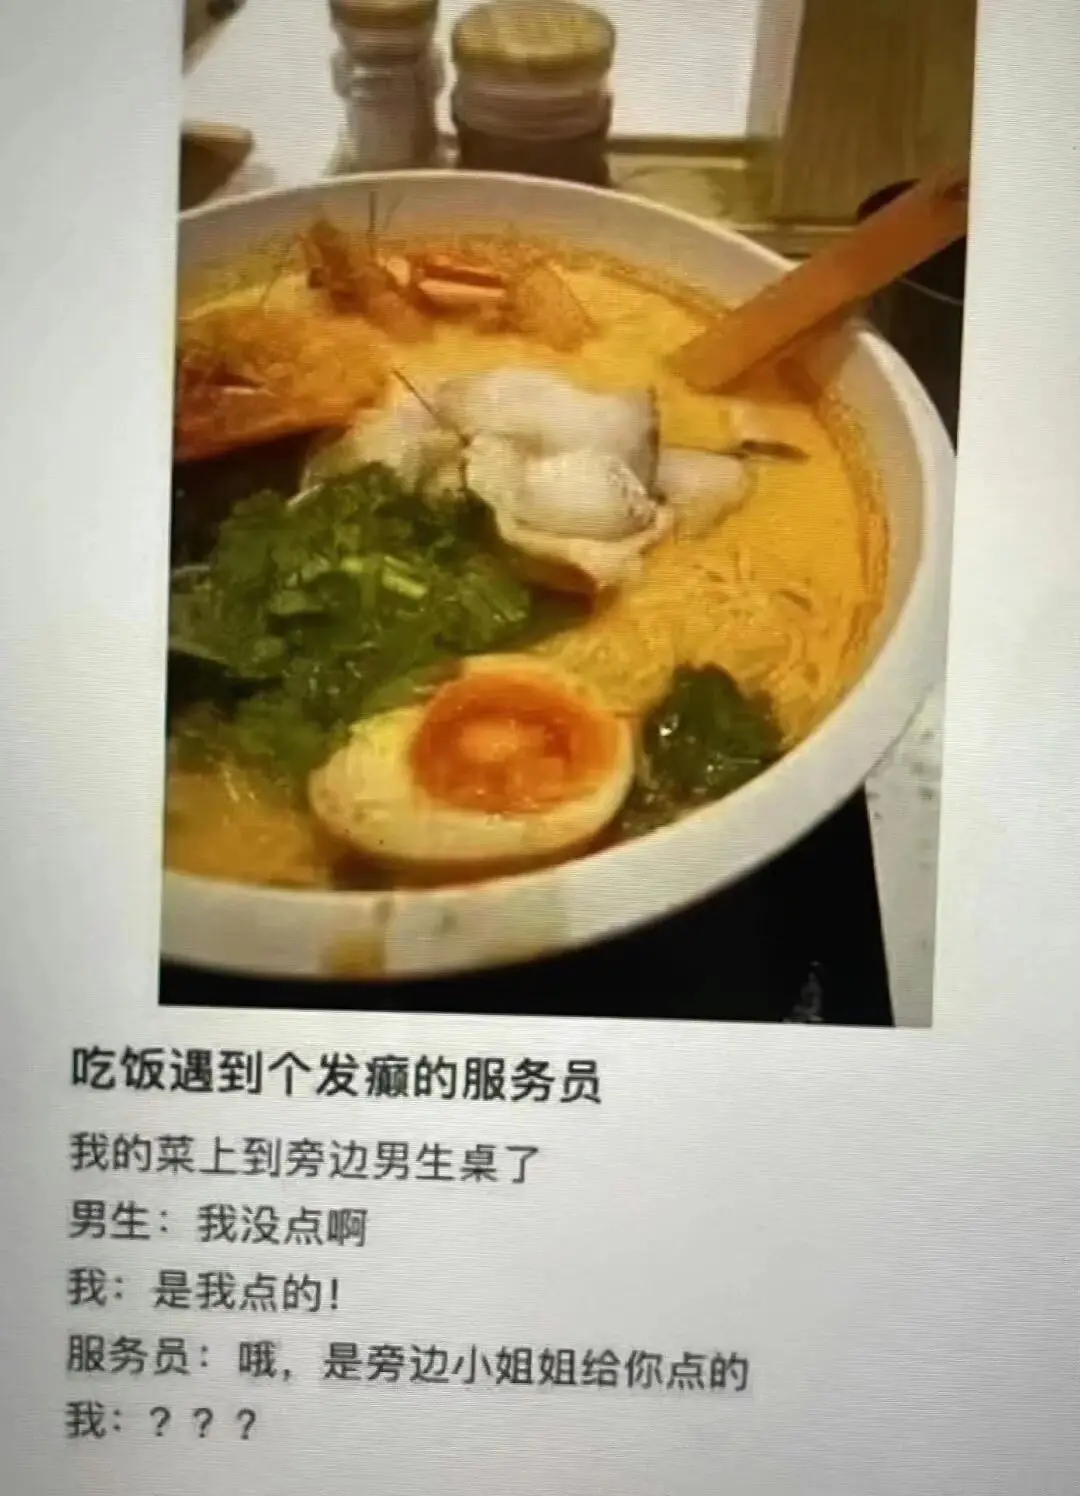 吃饭遇到个发癫的服务员
我的菜上到旁边男生桌了
男生：我没点啊
我：是我点的！
服务员：哦，是旁边小姐姐给你点的
我：？？？